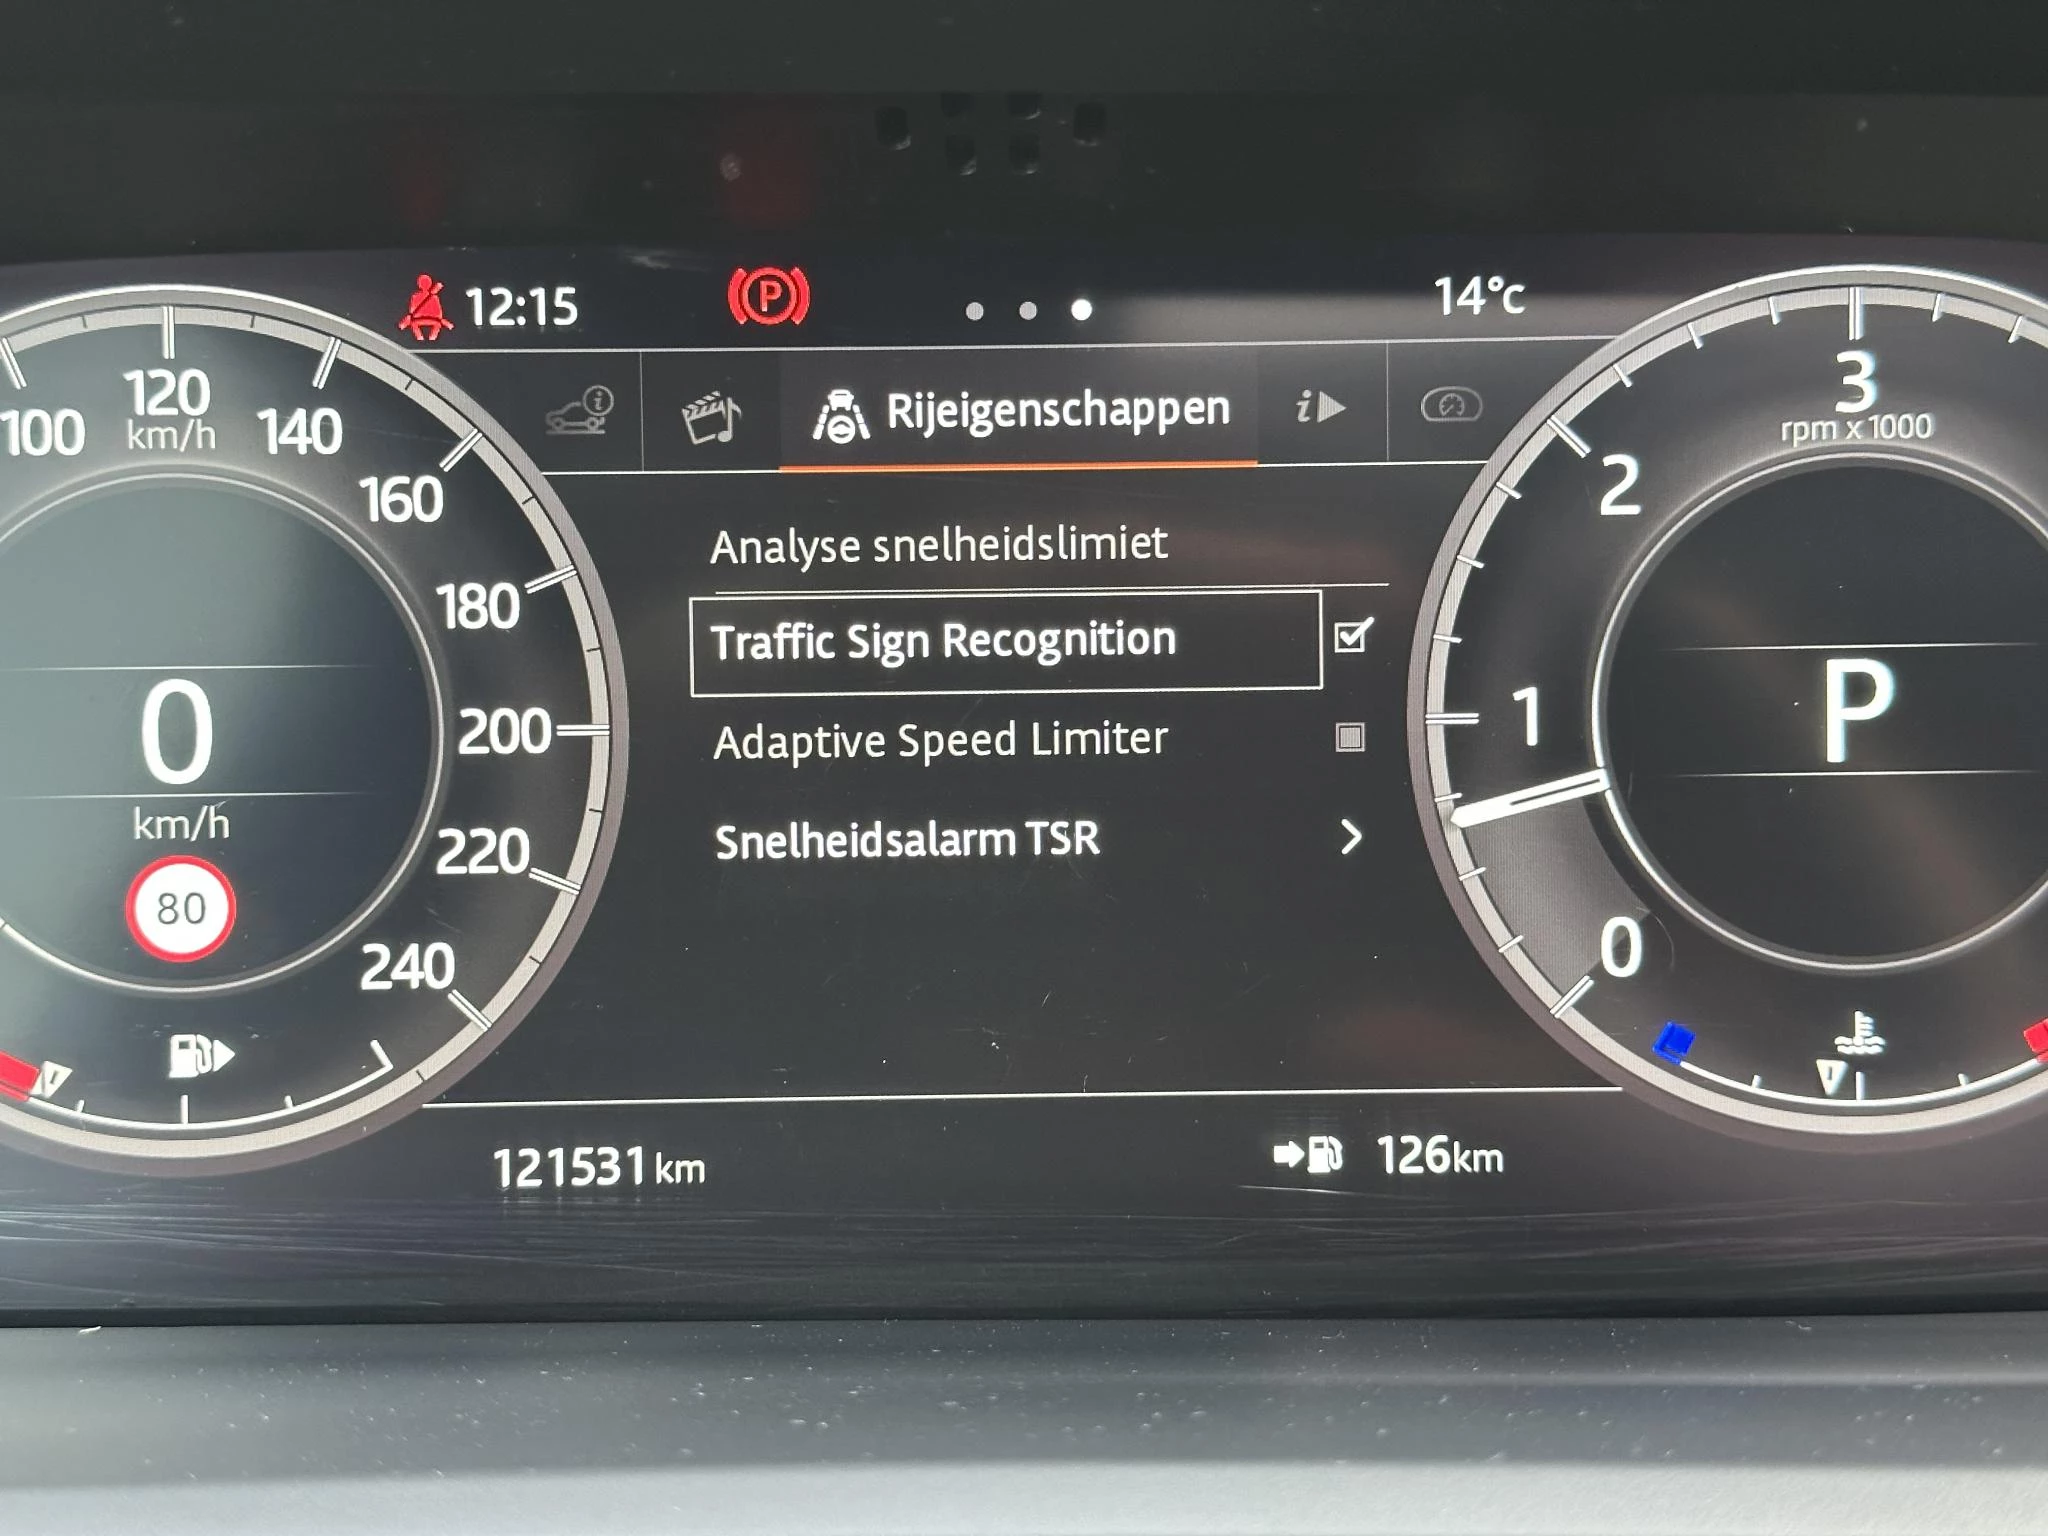 12:15
P
14°C
i
Rijeigenschappen
i
100
120
km/h
140
160
180
200
220
240
0
km/h
80
Analyse snelheidslimiet
Traffic Sign Recognition
Adaptive Speed Limiter
Snelheidsalarm TSR
3
rpm x 1000
2
1
0
P
121531 km
126km